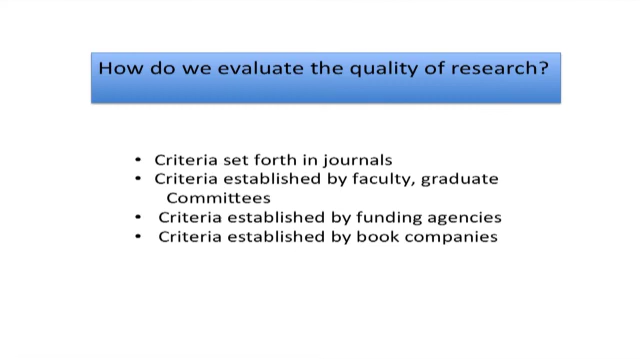 How do we evaluate the quality of research?
• Criteria set forth in journals
• Criteria established by faculty, graduate
Committees
• Criteria established by funding agencies
• Criteria established by book companies